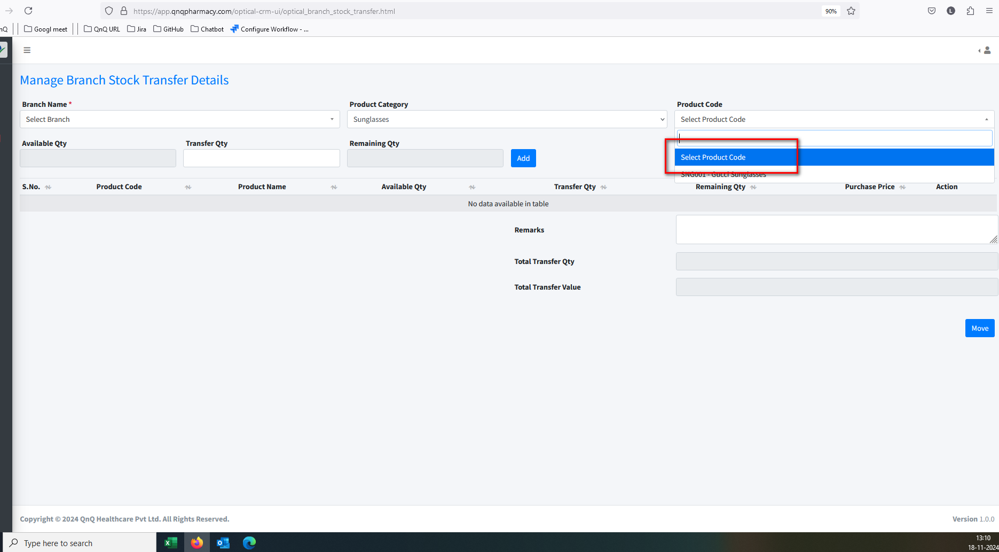 https://app.qnqpharmacy.com/optical-crm-ui/optical_branch_stock_transfer.html
90%
L
Googl meet
QnQ URL
Jira
GitHub
Chatbot
Configure Workflow - ...
Manage Branch Stock Transfer Details
Branch Name *
Product Category
Product Code
Select Branch
Sunglasses
Select Product Code
Available Qty
Transfer Qty
Remaining Qty
Add
Select Product Code
SNG001 - Gucci Sunglasses
S.No.
Product Code
Product Name
Available Qty
Transfer Qty
Remaining Qty
Purchase Price
Action
No data available in table
Remarks
Total Transfer Qty
Total Transfer Value
Move
Copyright © 2024 QnQ Healthcare Pvt Ltd. All Rights Reserved.
Version 1.0.0
Type here to search
13:10
18-11-2024